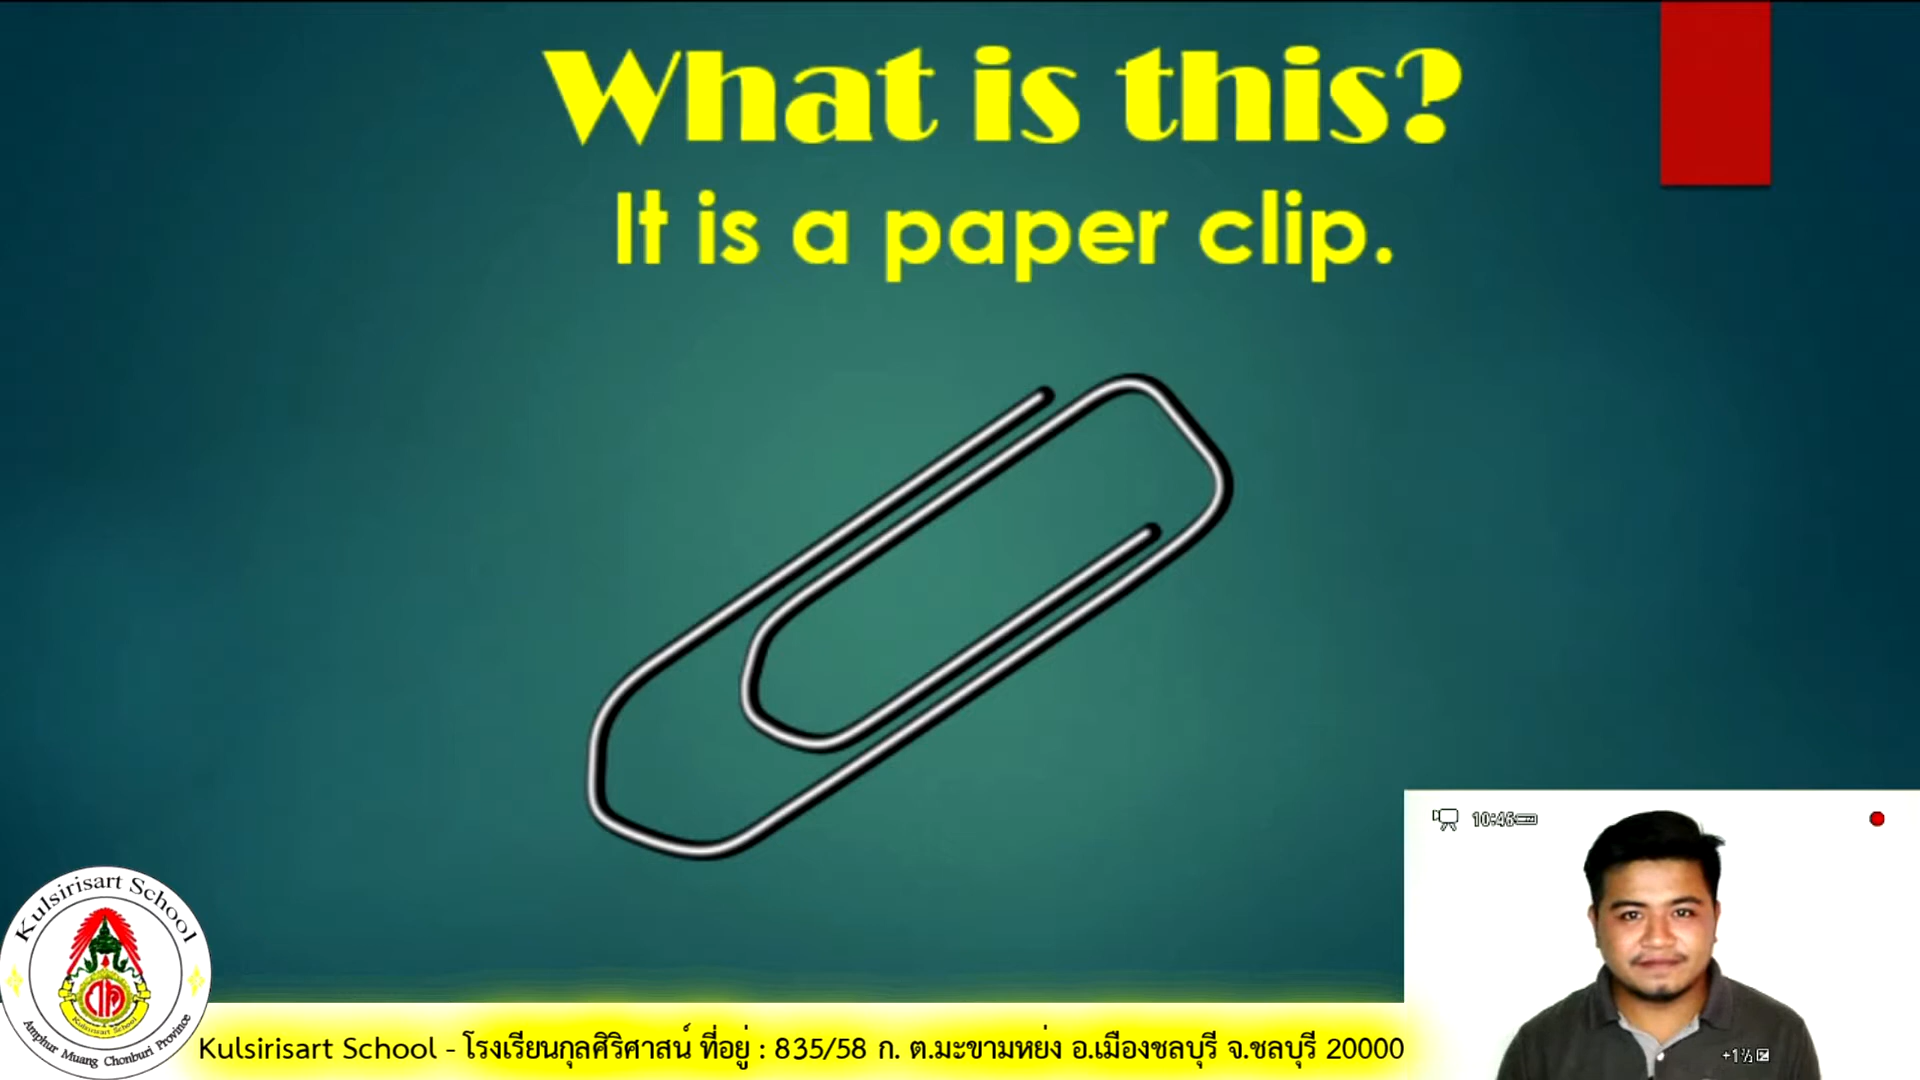 What is this?
It is a paper clip.
10:46
Kulsirisart School
Kulsirisart School
Amphur Muang Chonburi Province
Kulsirisart School - โรงเรียนกุลศิริศาสน์ ที่อยู่ : 835/58 ก. ต.มะขามหย่ง อ.เมืองชลบุรี จ.ชลบุรี 20000